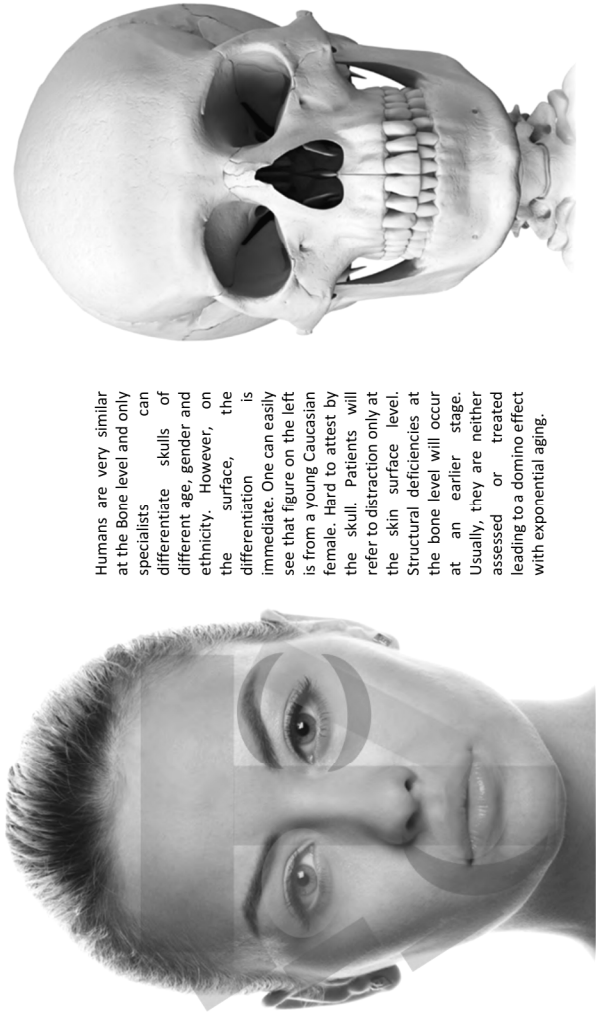 Humans are very similar
at the Bone level and only
specialists can
differentiate skulls of
different age, gender and
ethnicity. However, on
the surface, the
differentiation is
immediate. One can easily
see that figure on the left
is from a young Caucasian
female. Hard to attest by
the skull. Patients will
refer to distraction only at
the skin surface level.
Structural deficiencies at
the bone level will occur
at an earlier stage.
Usually, they are neither
assessed or treated
leading to a domino effect
with exponential aging.